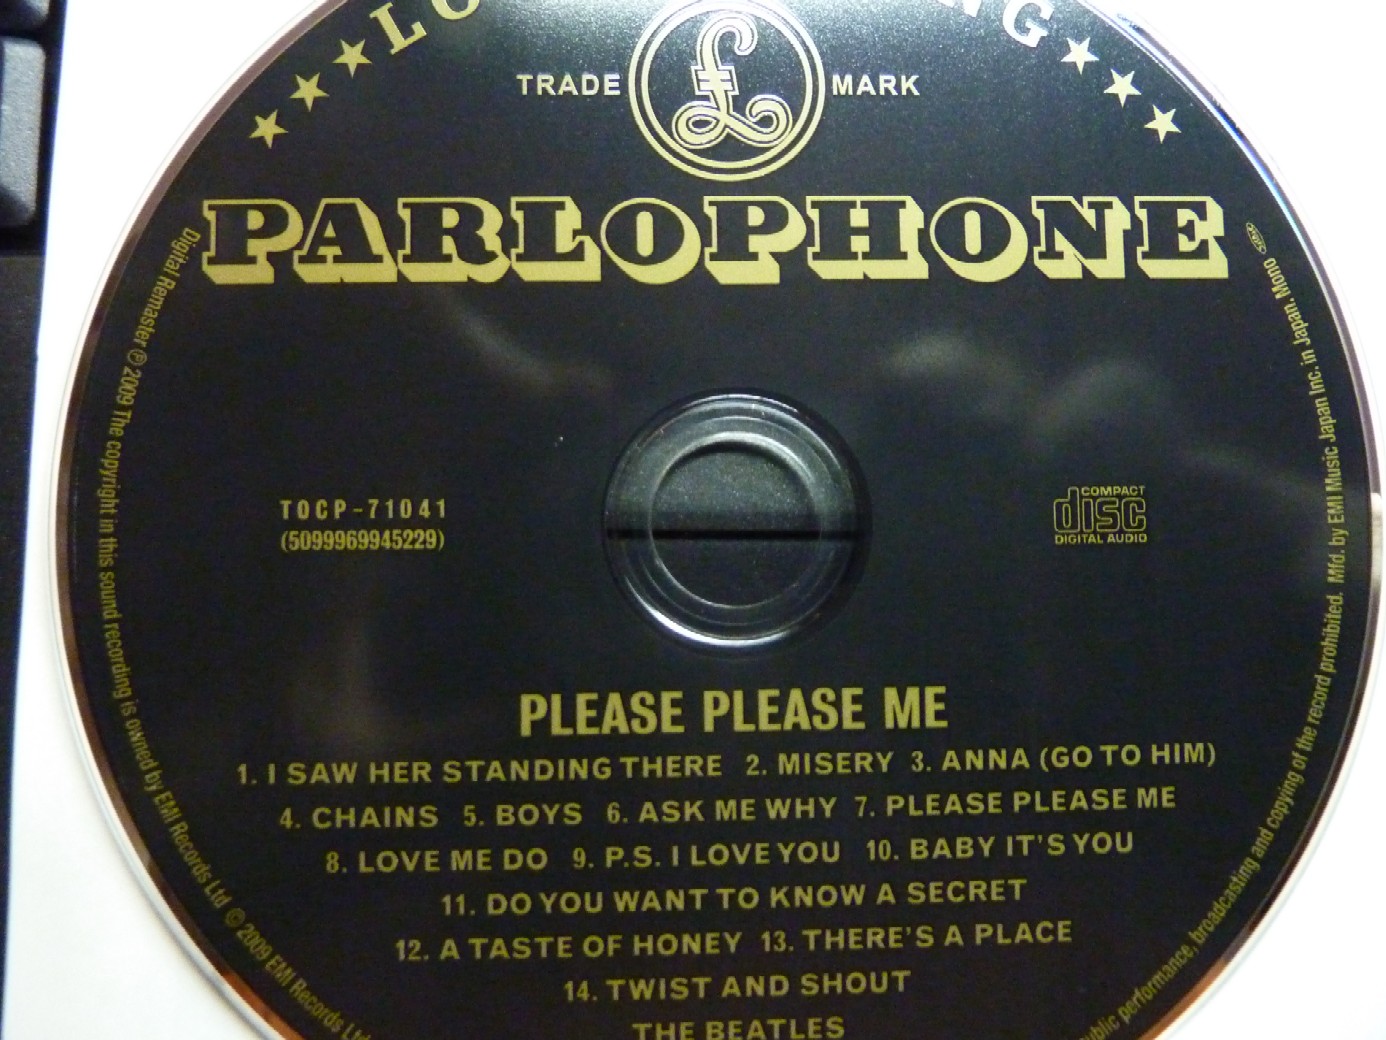 LO NG
TRADE MARK
PARLOPHONE
TOCP-71041
(5099969945229)
COMPACT
disc
DIGITAL AUDIO
PLEASE PLEASE ME
1. I SAW HER STANDING THERE 2. MISERY 3. ANNA (GO TO HIM)
4. CHAINS 5. BOYS 6. ASK ME WHY 7. PLEASE PLEASE ME
8. LOVE ME DO 9. P.S. I LOVE YOU 10. BABY IT'S YOU
11. DO YOU WANT TO KNOW A SECRET
12. A TASTE OF HONEY 13. THERE'S A PLACE
14. TWIST AND SHOUT
THE BEATLES
Digital Remaster ℗ 2009 The copyright in this sound recording is owned by EMI Records Ltd © 2009 EMI Records Ltd
public performance, broadcasting and copying of the record prohibited. Mfd. by EMI Music Japan Inc. in Japan. Mono